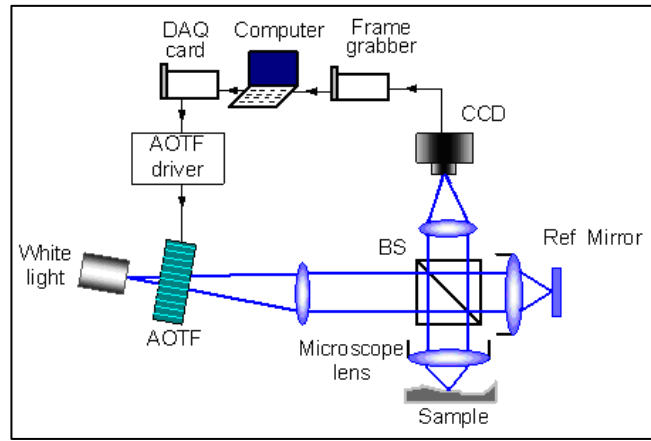 DAQ
card
Computer
Frame
grabber
CCD
AOTF
driver
White
light
AOTF
BS
Ref Mirror
Microscope
lens
Sample